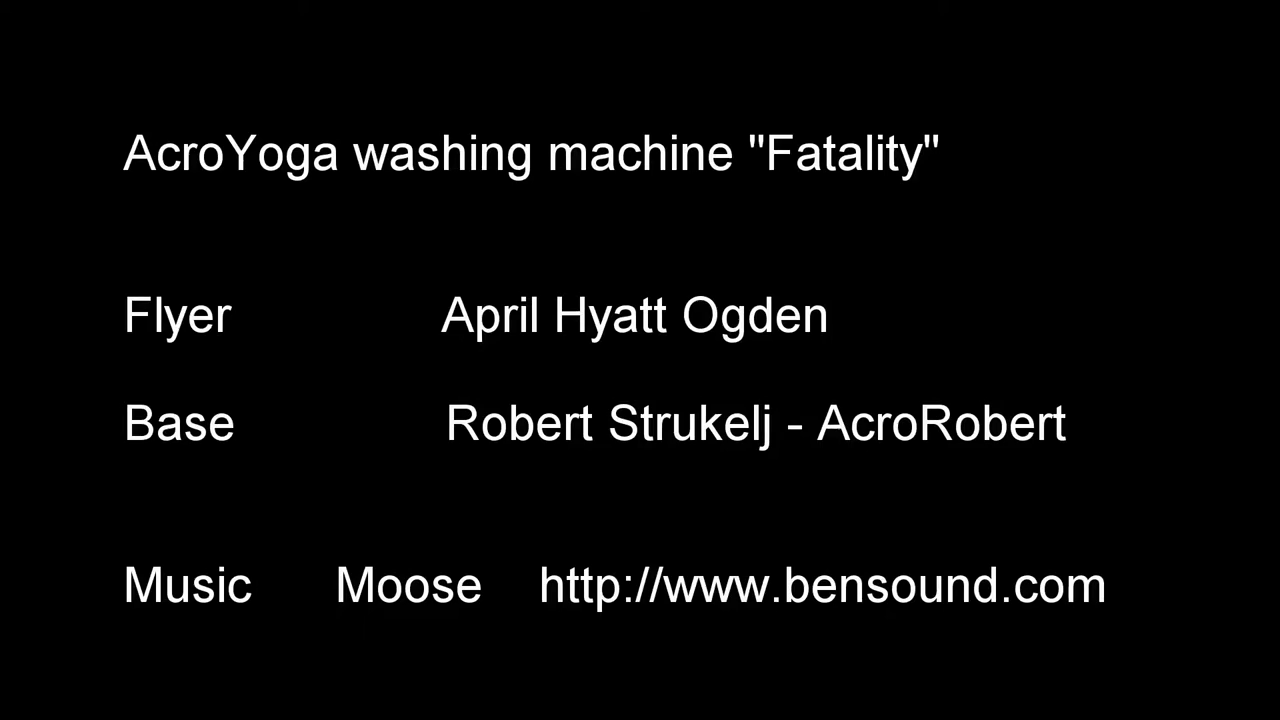 AcroYoga washing machine "Fatality"
Flyer April Hyatt Ogden
Base Robert Strukelj - AcroRobert
Music Moose http://www.bensound.com